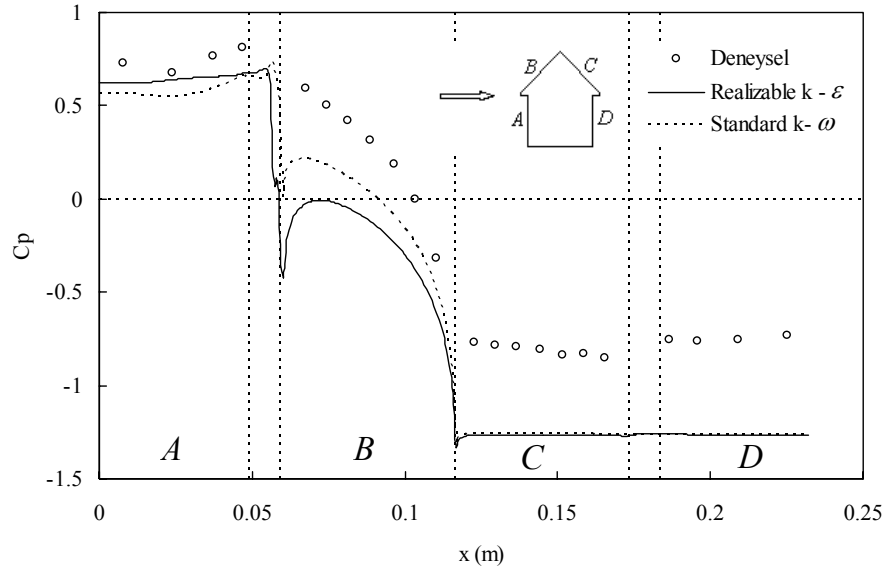 1
0.5
0
-0.5
-1
-1.5
Cp
B
C
A
D
Deneysel
Realizable k - ε
Standard k- ω
A
B
C
D
0
0.05
0.1
0.15
0.2
0.25
x (m)